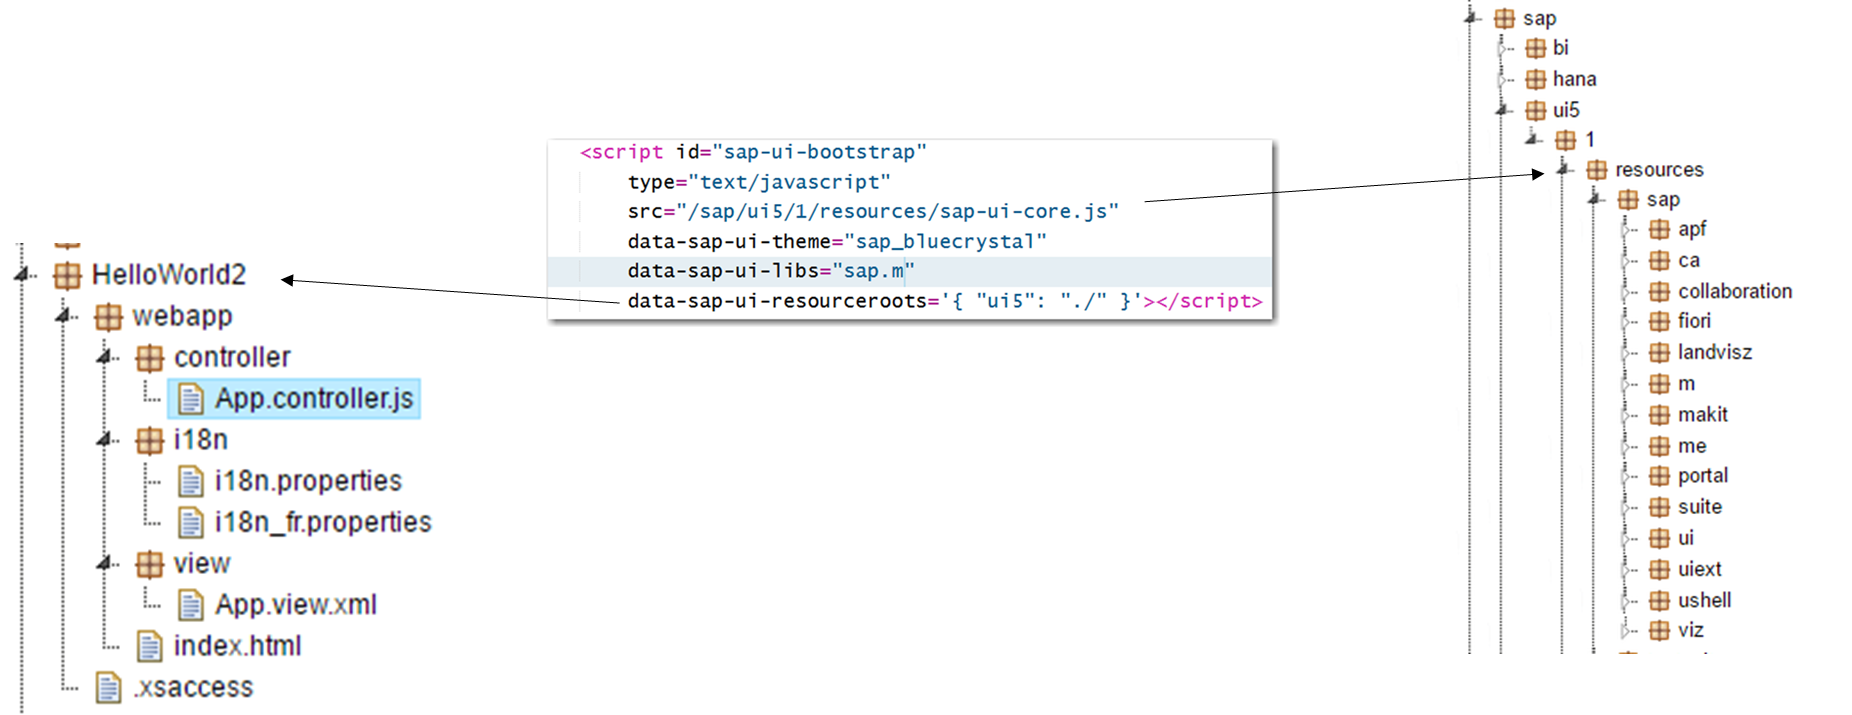 HelloWorld2
webapp
controller
App.controller.js
i18n
i18n.properties
i18n_fr.properties
view
App.view.xml
index.html
.xsaccess
<script id="sap-ui-bootstrap"
type="text/javascript"
src="/sap/ui5/1/resources/sap-ui-core.js"
data-sap-ui-theme="sap_bluecrystal"
data-sap-ui-libs="sap.m"
data-sap-ui-resourceroots='{ "ui5": "./" }'></script>
sap
bi
hana
ui5
1
resources
sap
apf
ca
collaboration
fiori
landvisz
m
makit
me
portal
suite
ui
uiext
ushell
viz